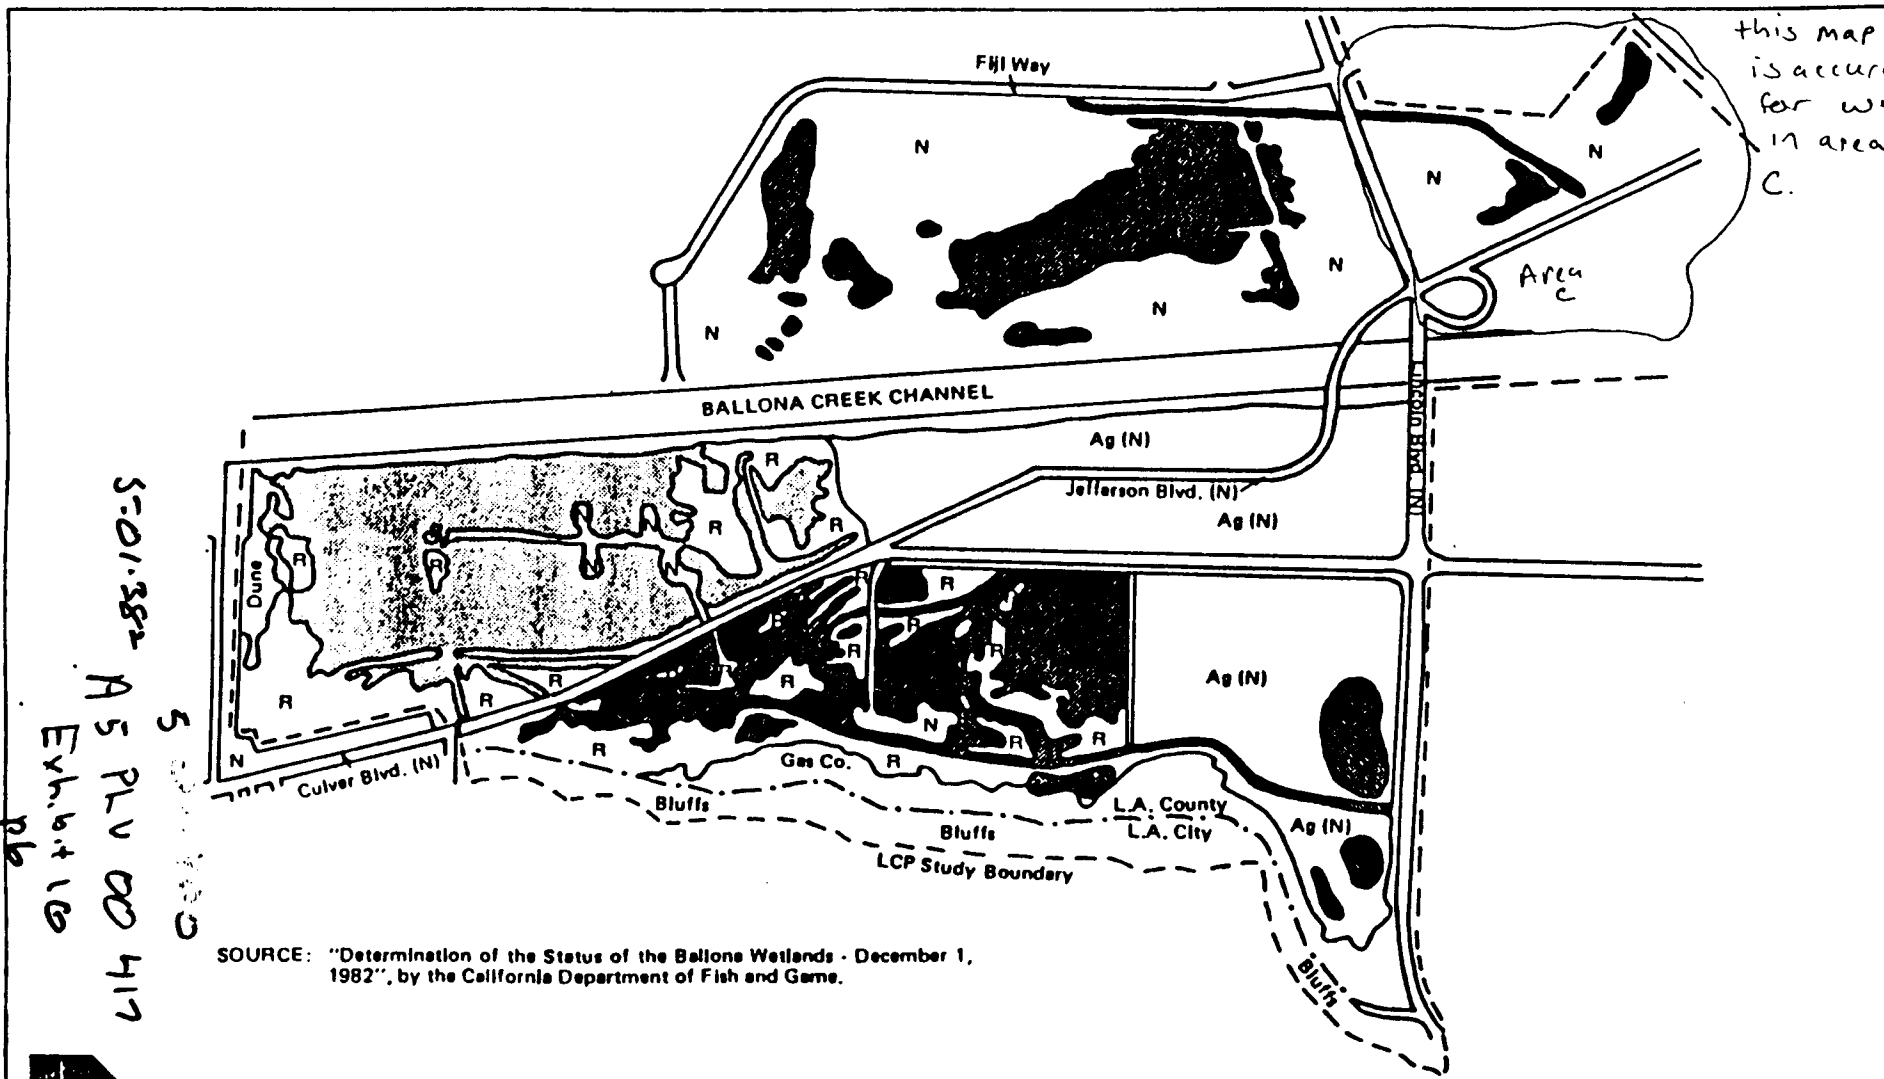 this map
is accur
for w
in area
C.
Fiji Way
N
N
N
N
N
N
Area
C
BALLONA CREEK CHANNEL
Lincoln Blvd. (N)
Ag (N)
Jefferson Blvd. (N)
Ag (N)
R
R
R
R
R
Dune
N
N
N
N
R
R
R
R
R
R
R
R
R
R
N
R
R
R
R
Ag (N)
N
Culver Blvd. (N)
Gas Co.
Bluffs
Bluffs
L.A. County
L.A. City
Ag (N)
LCP Study Boundary
Bluffs
5-01-382
A 5 PLV 00 417
Exhibit 16
p6
SOURCE: "Determination of the Status of the Ballona Wetlands - December 1,
1982", by the California Department of Fish and Game.